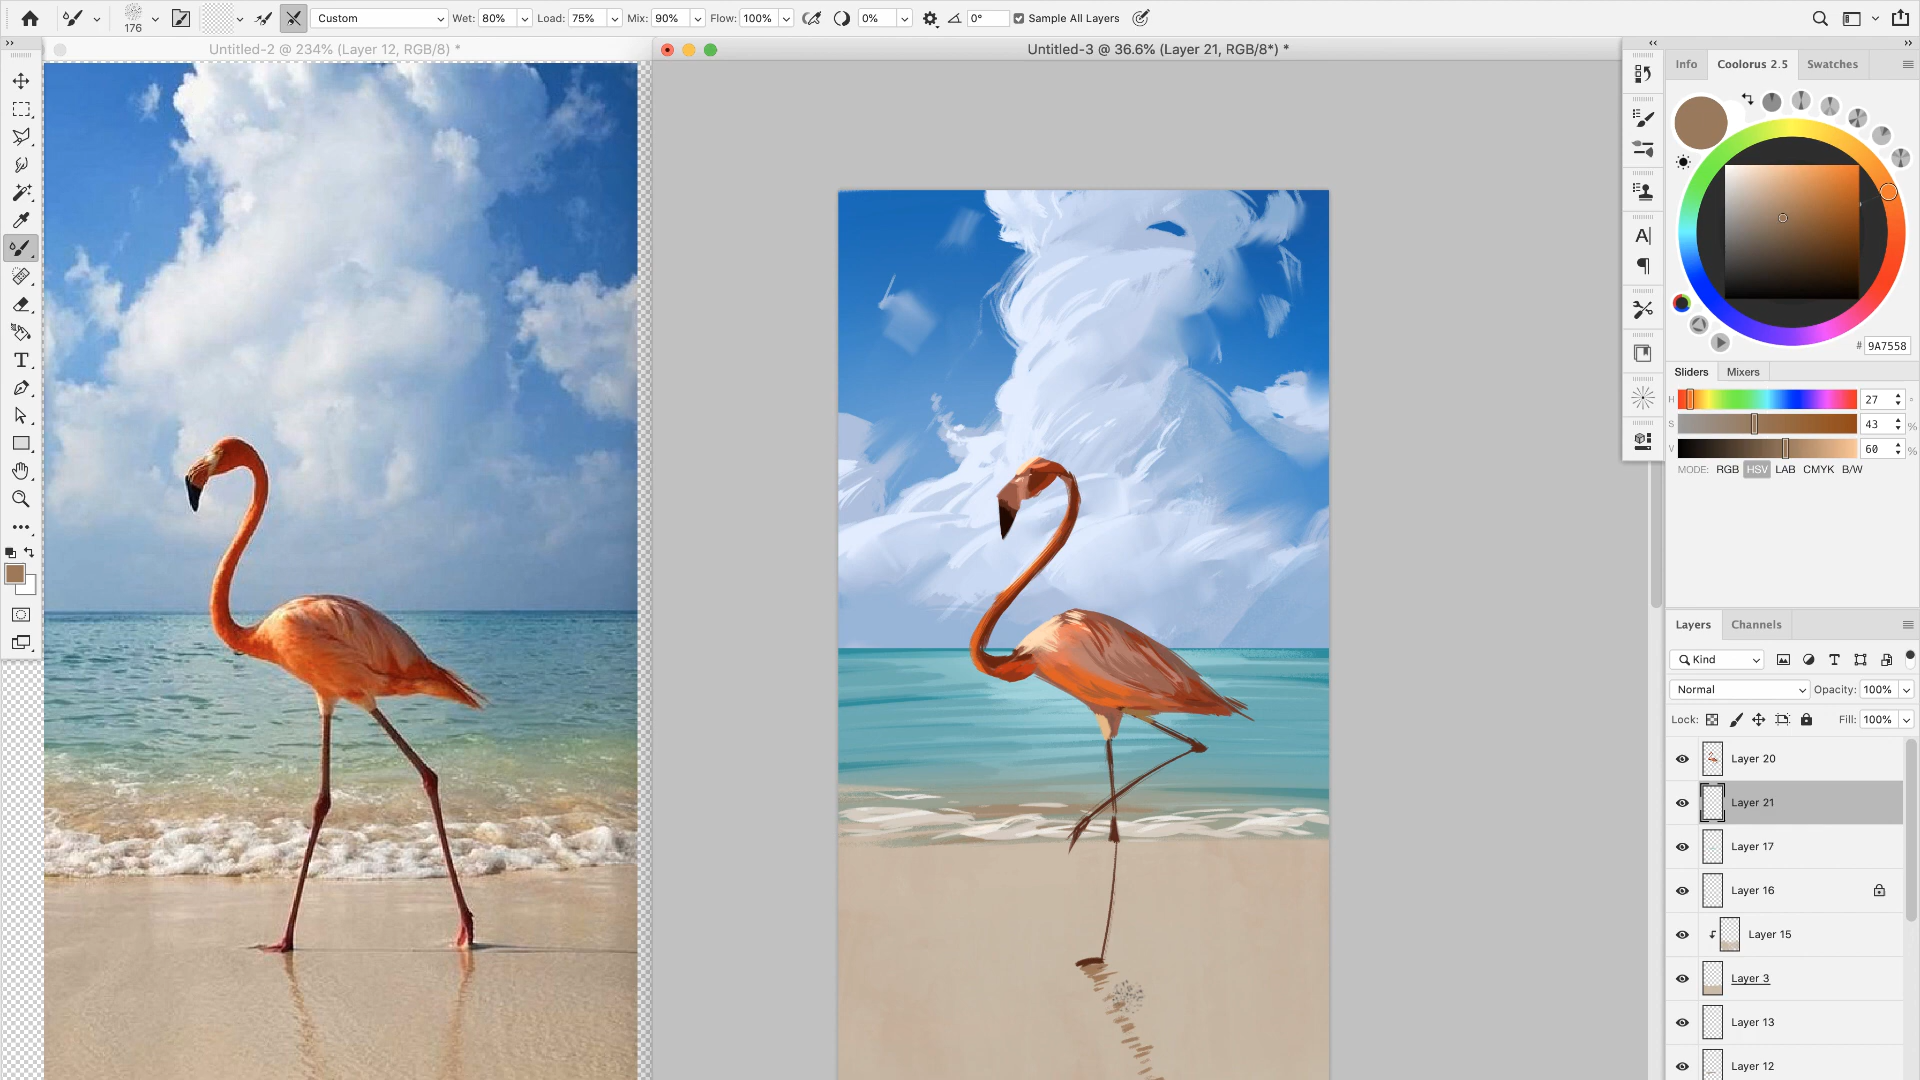 176
Custom
Wet: 80%
Load: 75%
Mix: 90%
Flow: 100%
0%
0°
Sample All Layers
Untitled-2 @ 234% (Layer 12, RGB/8) *
Untitled-3 @ 36.6% (Layer 21, RGB/8*) *
Info
Coolorus 2.5
Swatches
# 9A7558
Sliders
Mixers
H 27 °
S 43 %
V 60 %
MODE: RGB HSV LAB CMYK B/W
Layers
Channels
Kind
Normal
Opacity: 100%
Lock:
Fill: 100%
Layer 20
Layer 21
Layer 17
Layer 16
Layer 15
Layer 3
Layer 13
Layer 12